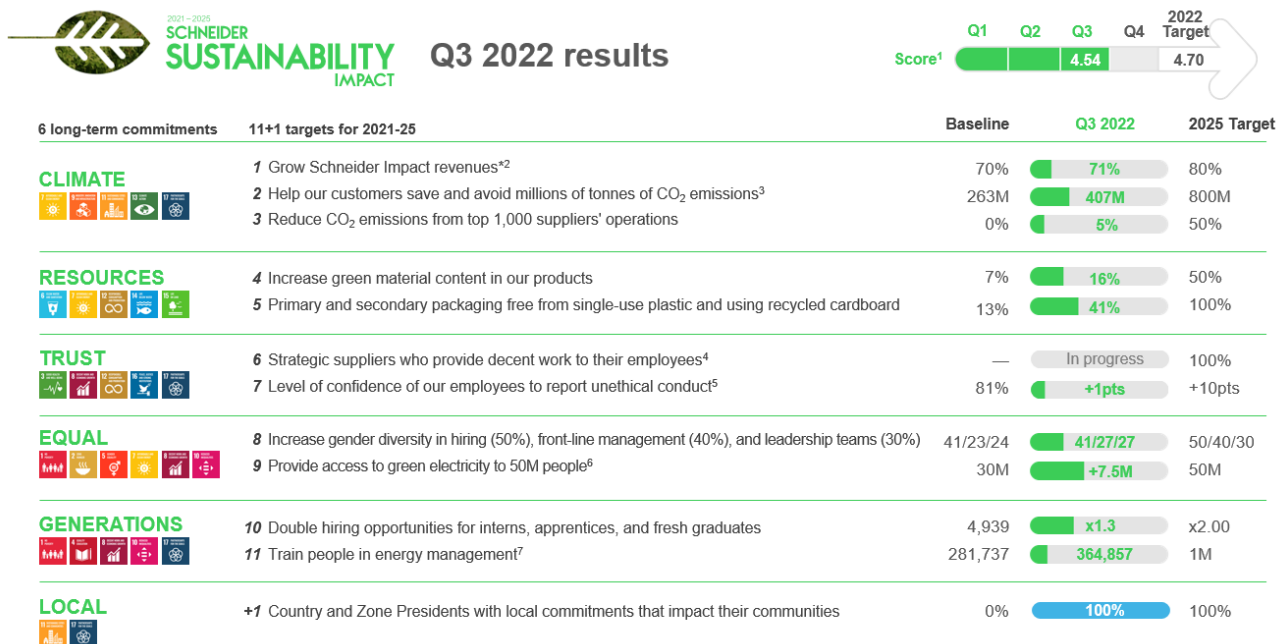 2021–2025
SCHNEIDER
SUSTAINABILITY
IMPACT
Q3 2022 results
Q1 Q2 Q3 Q4 2022 Target
Score¹ 4.54 4.70
6 long-term commitments 11+1 targets for 2021-25 Baseline Q3 2022 2025 Target
CLIMATE
1 Grow Schneider Impact revenues*² 70% 71% 80%
2 Help our customers save and avoid millions of tonnes of CO₂ emissions³ 263M 407M 800M
3 Reduce CO₂ emissions from top 1,000 suppliers' operations 0% 5% 50%
RESOURCES
4 Increase green material content in our products 7% 16% 50%
5 Primary and secondary packaging free from single-use plastic and using recycled cardboard 13% 41% 100%
TRUST
6 Strategic suppliers who provide decent work to their employees⁴ — In progress 100%
7 Level of confidence of our employees to report unethical conduct⁵ 81% +1pts +10pts
EQUAL
8 Increase gender diversity in hiring (50%), front-line management (40%), and leadership teams (30%) 41/23/24 41/27/27 50/40/30
9 Provide access to green electricity to 50M people⁶ 30M +7.5M 50M
GENERATIONS
10 Double hiring opportunities for interns, apprentices, and fresh graduates 4,939 x1.3 x2.00
11 Train people in energy management⁷ 281,737 364,857 1M
LOCAL
+1 Country and Zone Presidents with local commitments that impact their communities 0% 100% 100%